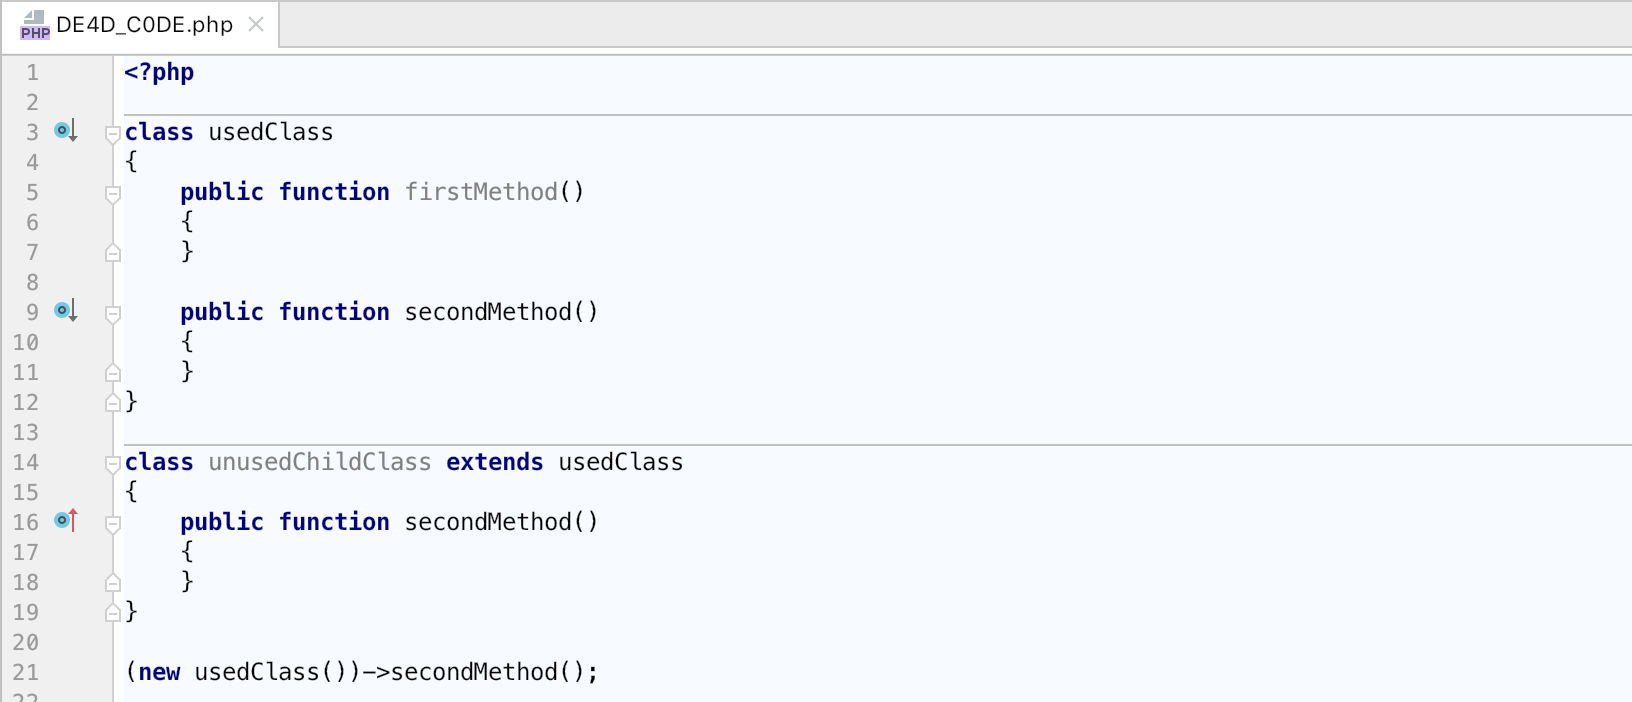 PHP DE4D_C0DE.php
1 <?php
2
3 class usedClass
4 {
5     public function firstMethod()
6     {
7     }
8
9     public function secondMethod()
10     {
11     }
12 }
13
14 class unusedChildClass extends usedClass
15 {
16     public function secondMethod()
17     {
18     }
19 }
20
21 (new usedClass())->secondMethod();
22